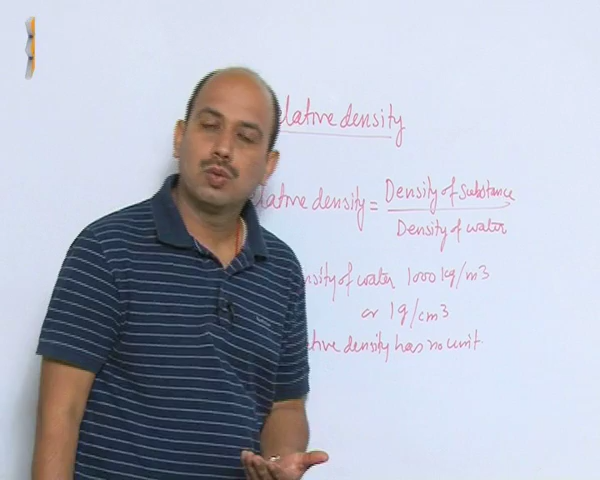 lative density
lative density = Density of substance
Density of water
nsity of water 1000 kg/m3
or 1g/cm3
tive density has no unit